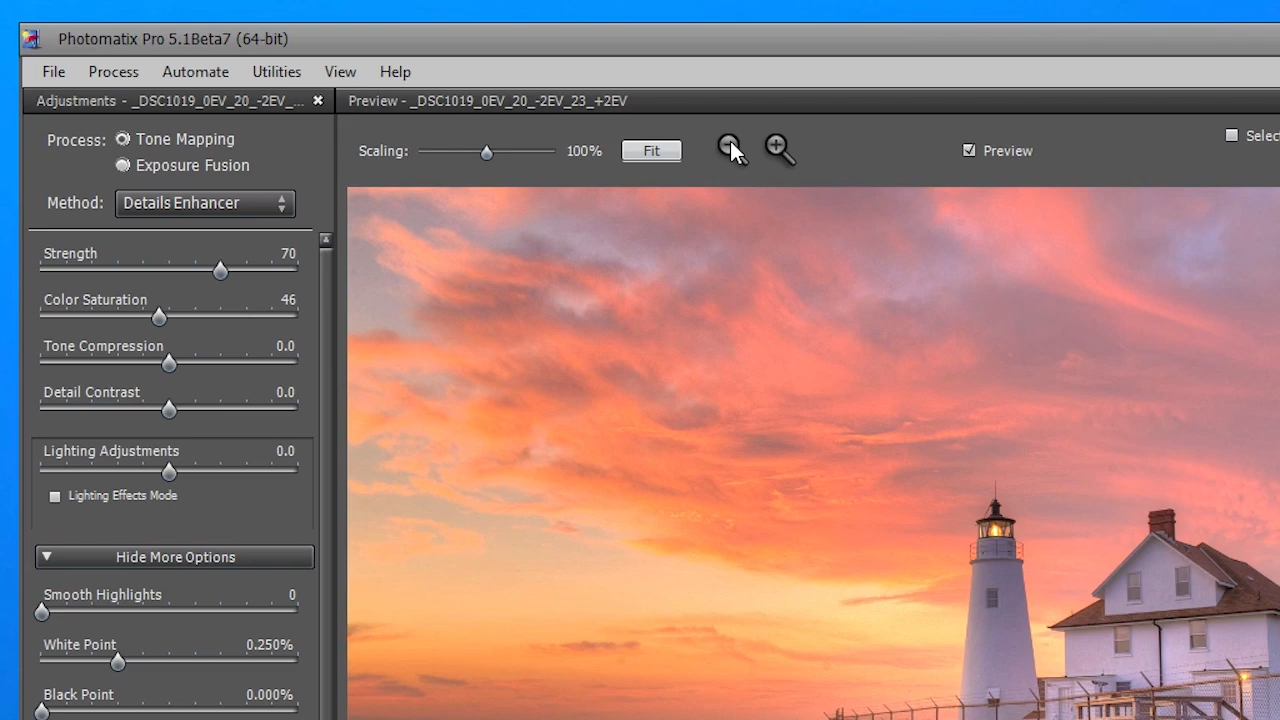 Photomatix Pro 5.1Beta7 (64-bit)
File Process Automate Utilities View Help
Adjustments - _DSC1019_0EV_20_-2EV_...
Preview - _DSC1019_0EV_20_-2EV_23_+2EV
Process: Tone Mapping
Exposure Fusion
Method: Details Enhancer
Scaling: 100% Fit
Preview
Selec
Strength 70
Color Saturation 46
Tone Compression 0.0
Detail Contrast 0.0
Lighting Adjustments 0.0
Lighting Effects Mode
Hide More Options
Smooth Highlights 0
White Point 0.250%
Black Point 0.000%